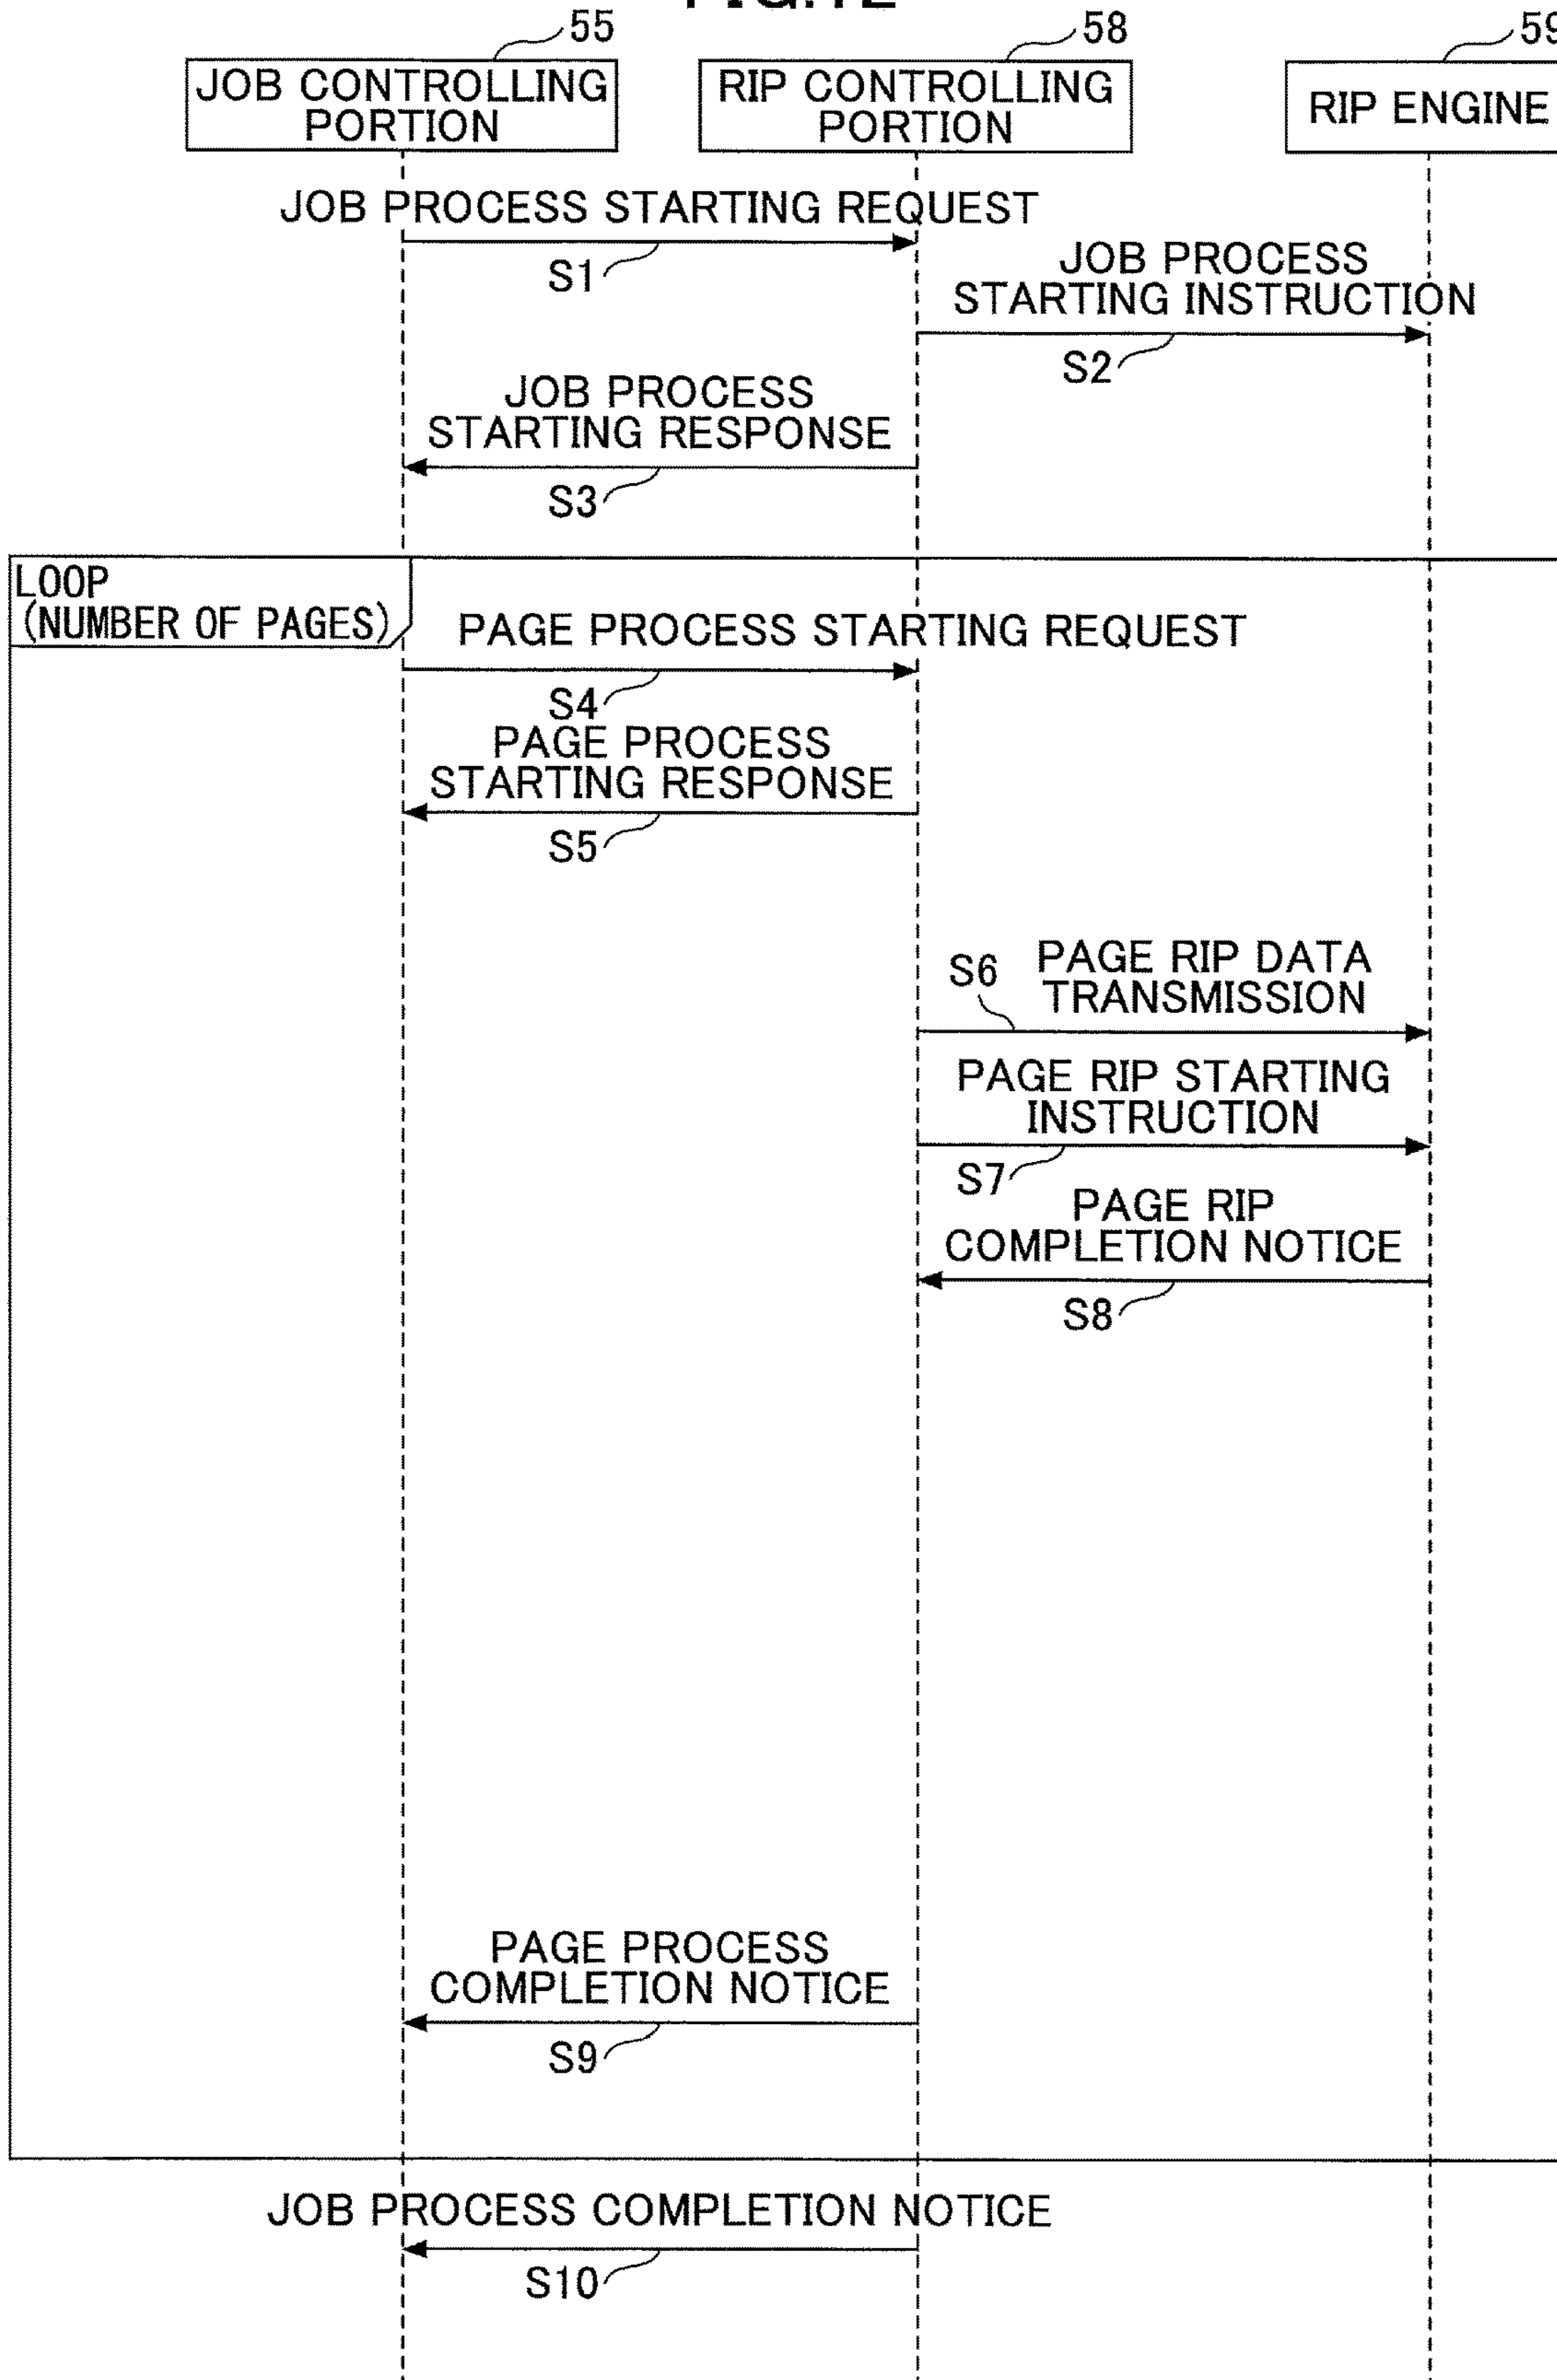 55
58
JOB CONTROLLING
PORTION
RIP CONTROLLING
PORTION
RIP ENGINE
JOB PROCESS STARTING REQUEST
S1
JOB PROCESS
STARTING INSTRUCTION
S2
JOB PROCESS
STARTING RESPONSE
S3
LOOP
(NUMBER OF PAGES)
PAGE PROCESS STARTING REQUEST
S4
PAGE PROCESS
STARTING RESPONSE
S5
S6
PAGE RIP DATA
TRANSMISSION
PAGE RIP STARTING
INSTRUCTION
S7
PAGE RIP
COMPLETION NOTICE
S8
PAGE PROCESS
COMPLETION NOTICE
S9
JOB PROCESS COMPLETION NOTICE
S10